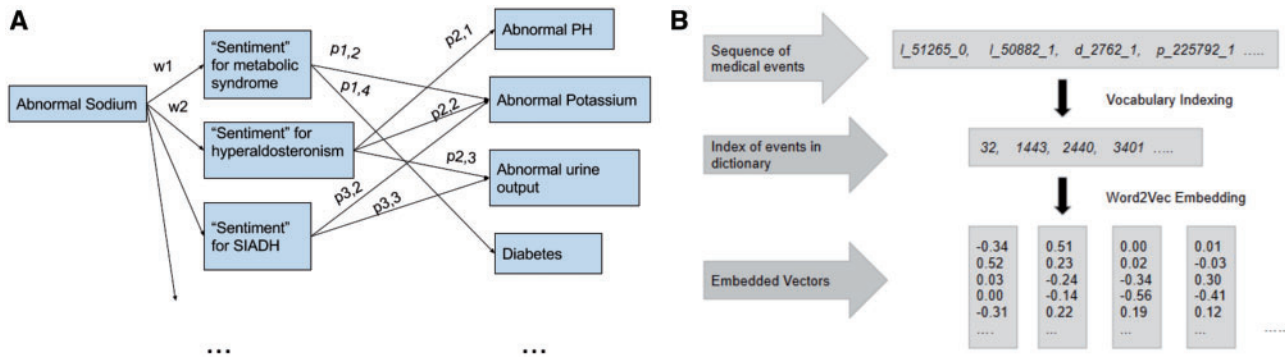 A
Abnormal Sodium
w1
w2
"Sentiment"
for metabolic
syndrome
"Sentiment" for
hyperaldosteronism
"Sentiment"
for SIADH
p1,2
p1,4
p2,1
p2,2
p2,3
p3,2
p3,3
Abnormal PH
Abnormal Potassium
Abnormal urine
output
Diabetes
...
...
B
Sequence of
medical events
l_51265_0, l_50882_1, d_2762_1, p_225792_1 .....
Vocabulary Indexing
Index of events in
dictionary
32, 1443, 2440, 3401 .....
Word2Vec Embedding
Embedded Vectors
-0.34 0.51 0.00 0.01
0.52 0.23 0.02 -0.03
0.03 -0.24 -0.34 0.30
0.00 -0.14 -0.56 -0.41
-0.31 0.22 0.19 0.12
.... ... ... ... .....